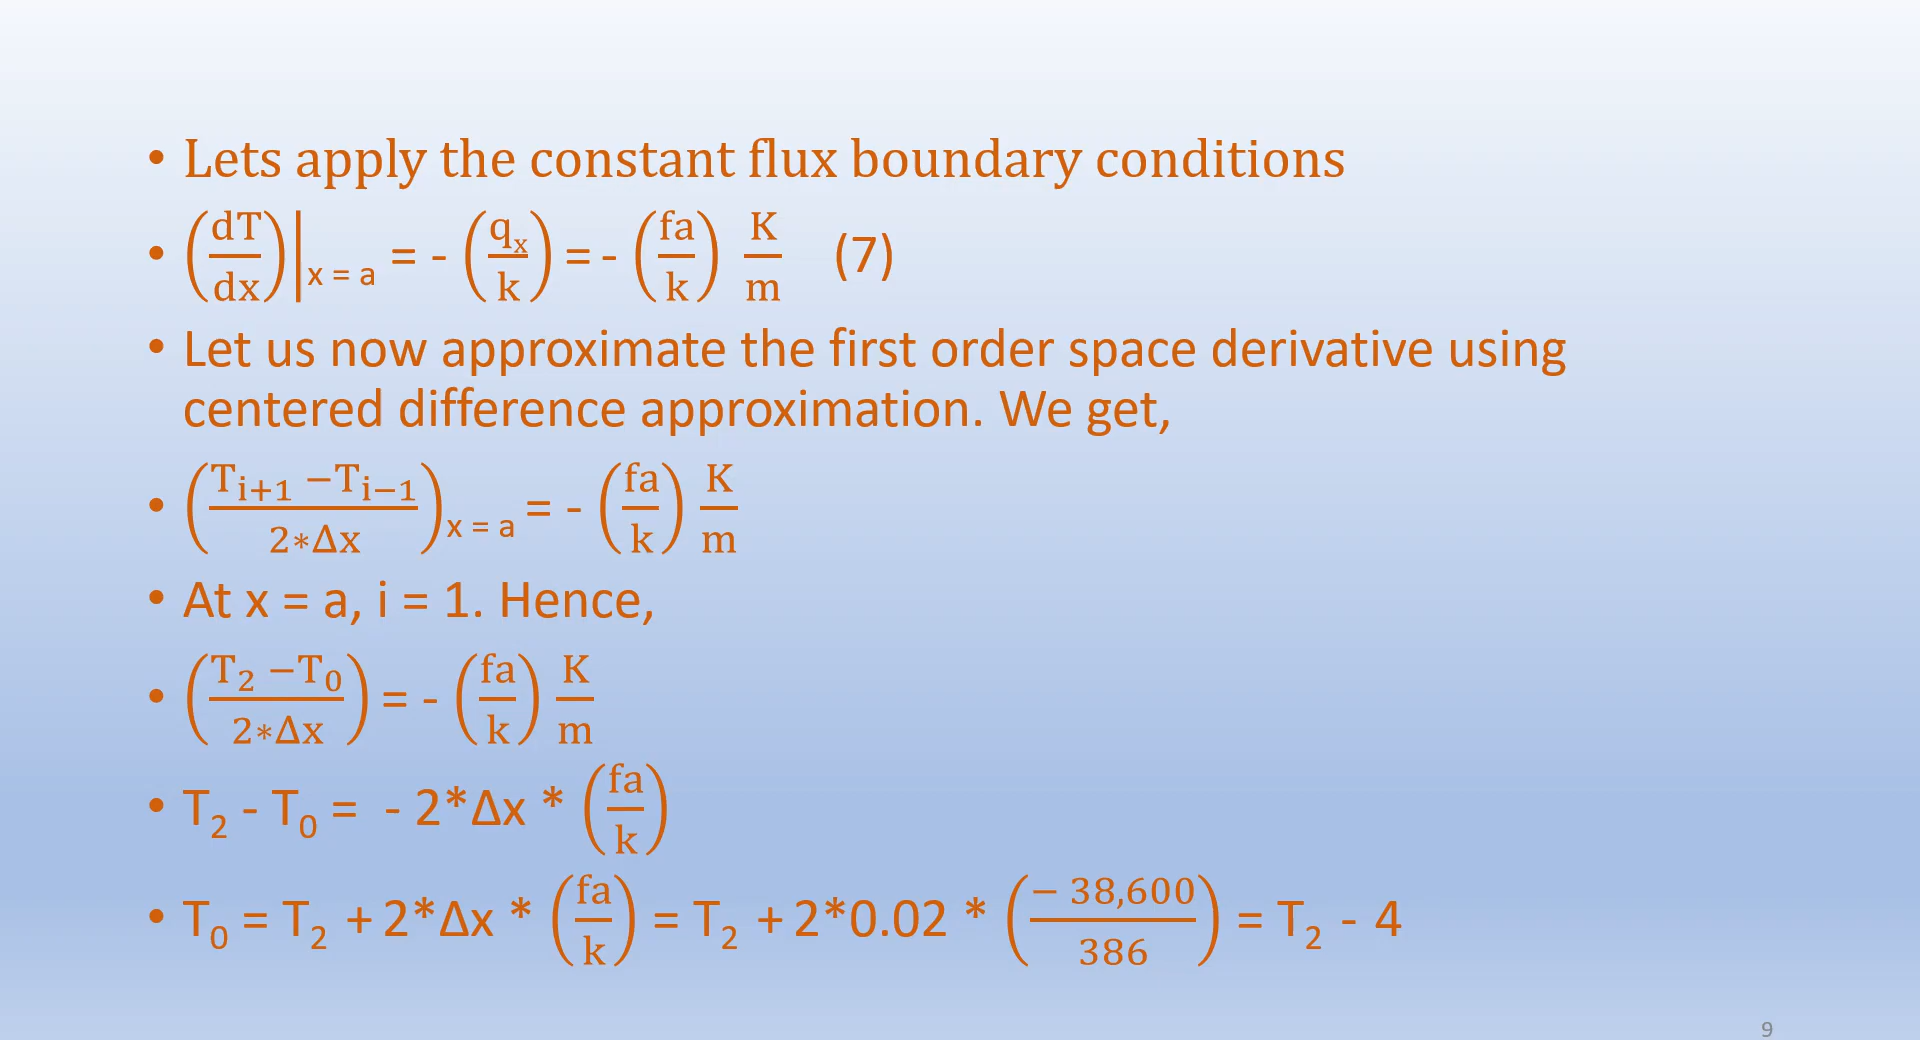 • Lets apply the constant flux boundary conditions
• (dT/dx)|x = a = - (qx/k) = - (fa/k) K/m (7)
• Let us now approximate the first order space derivative using
centered difference approximation. We get,
• (Ti+1 −Ti−1/2∗Δx)x = a = - (fa/k) K/m
• At x = a, i = 1. Hence,
• (T2 −T0/2∗Δx) = - (fa/k) K/m
• T2 - T0 = - 2*Δx * (fa/k)
• T0 = T2 + 2*Δx * (fa/k) = T2 + 2*0.02 * (− 38,600/386) = T2 - 4
9